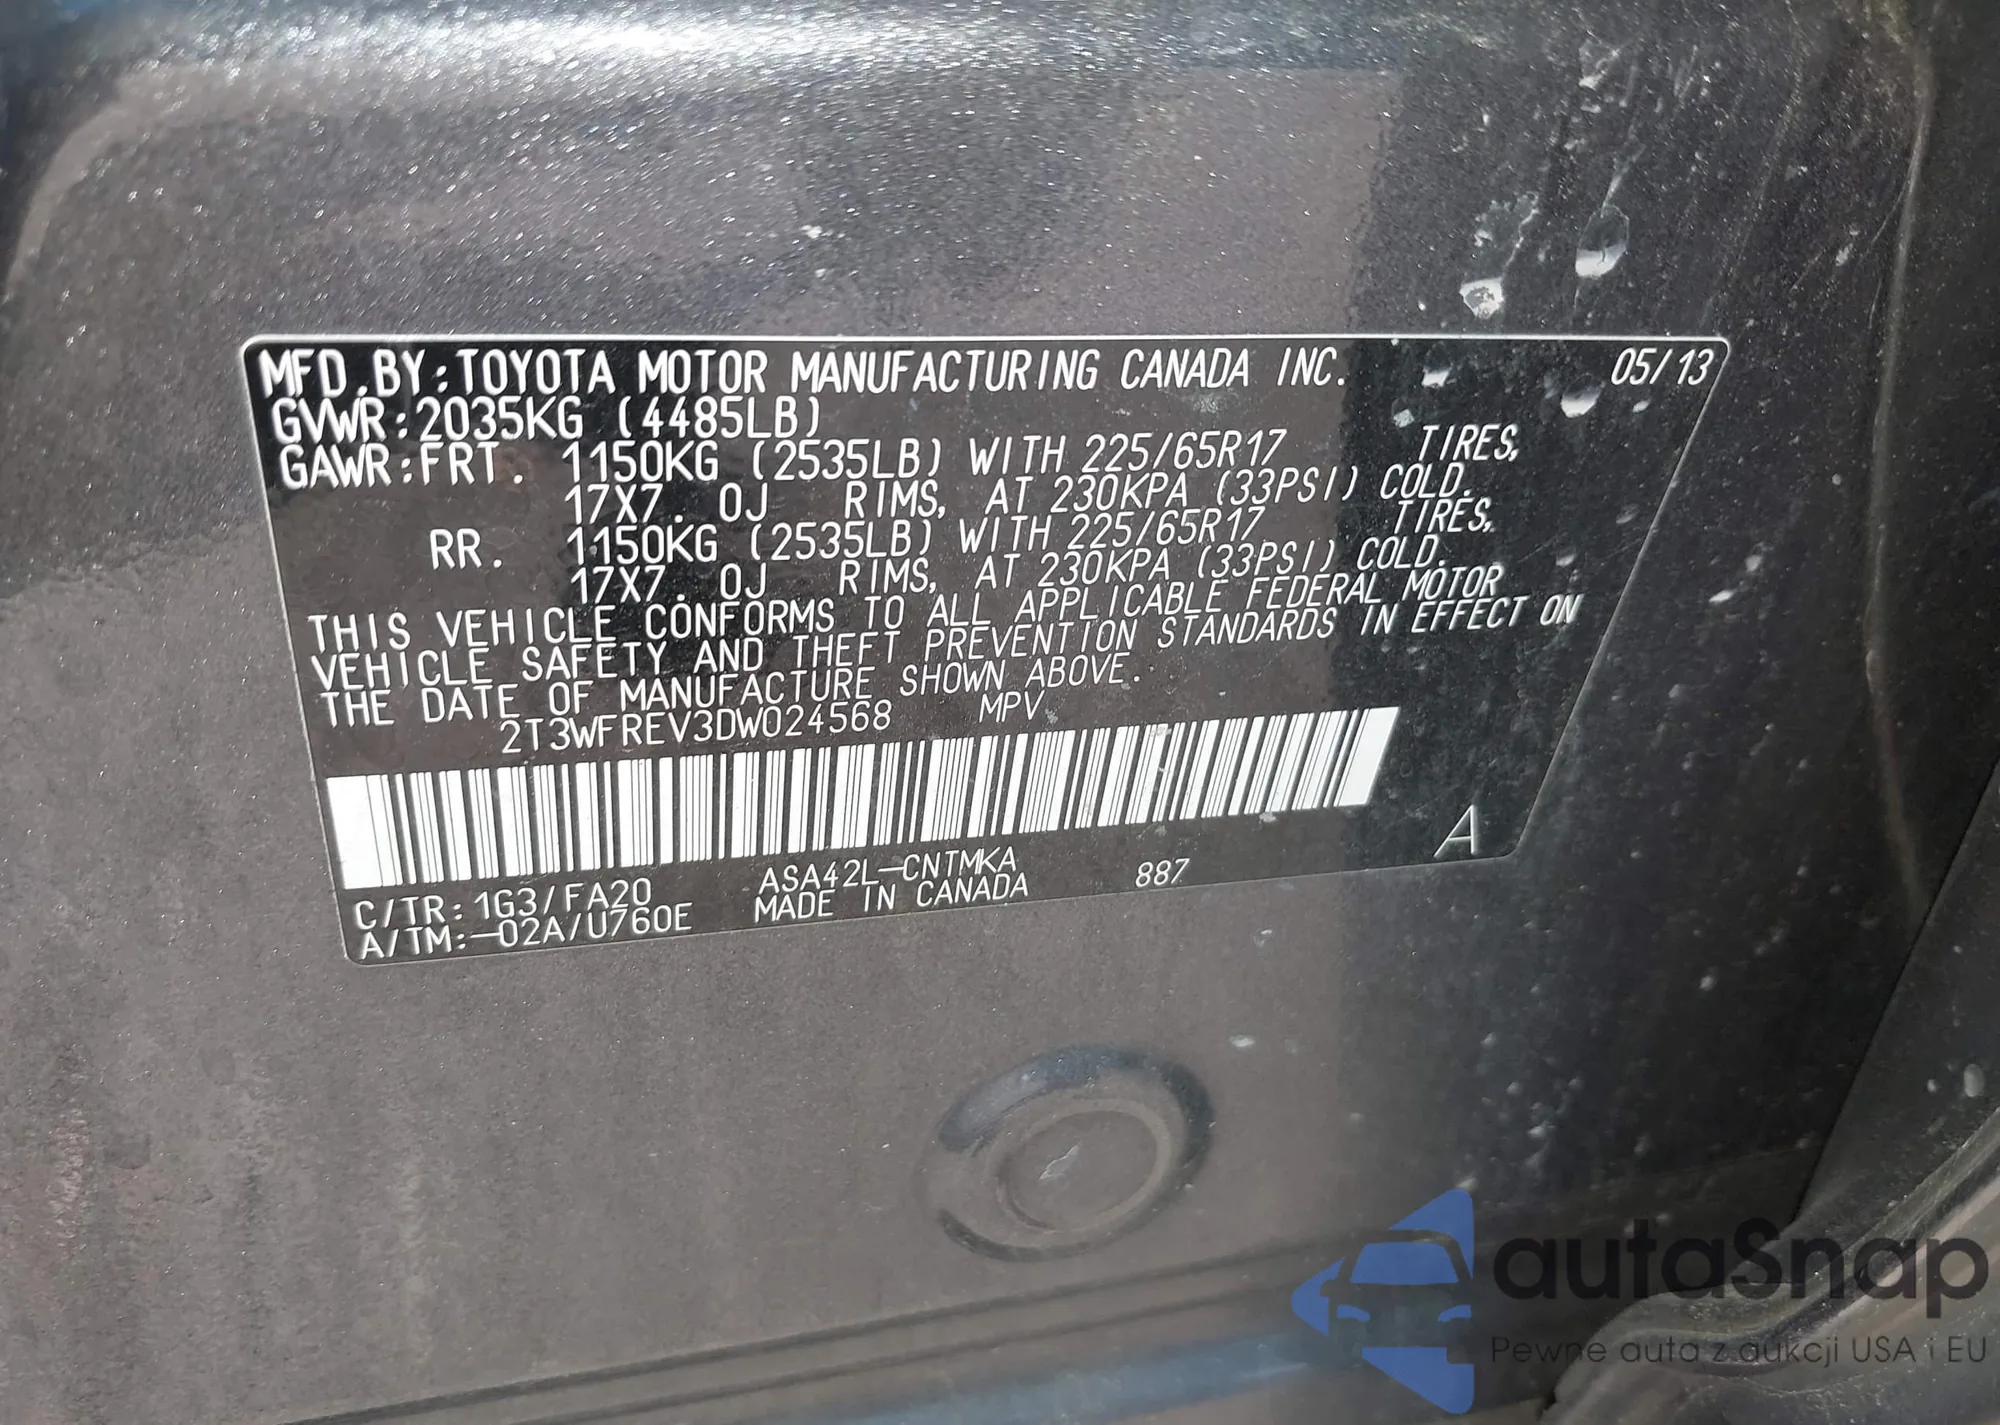 MFD.BY:TOYOTA MOTOR MANUFACTURING CANADA INC. 05/13
GVWR:2035KG (4485LB)
GAWR:FRT. 1150KG (2535LB) WITH 225/65R17 TIRES,
17X7.0J RIMS, AT 230KPA (33PSI) COLD.
RR. 1150KG (2535LB) WITH 225/65R17 TIRES,
17X7.0J RIMS, AT 230KPA (33PSI) COLD.
THIS VEHICLE CONFORMS TO ALL APPLICABLE FEDERAL MOTOR
VEHICLE SAFETY AND THEFT PREVENTION STANDARDS IN EFFECT ON
THE DATE OF MANUFACTURE SHOWN ABOVE.
2T3WFREV3DW024568 MPV
A
C/TR:1G3/FA20 ASA42L-CNTMKA 887
A/TM:-02A/U760E MADE IN CANADA
autaSnap
Pewne auta z aukcji USA i EU